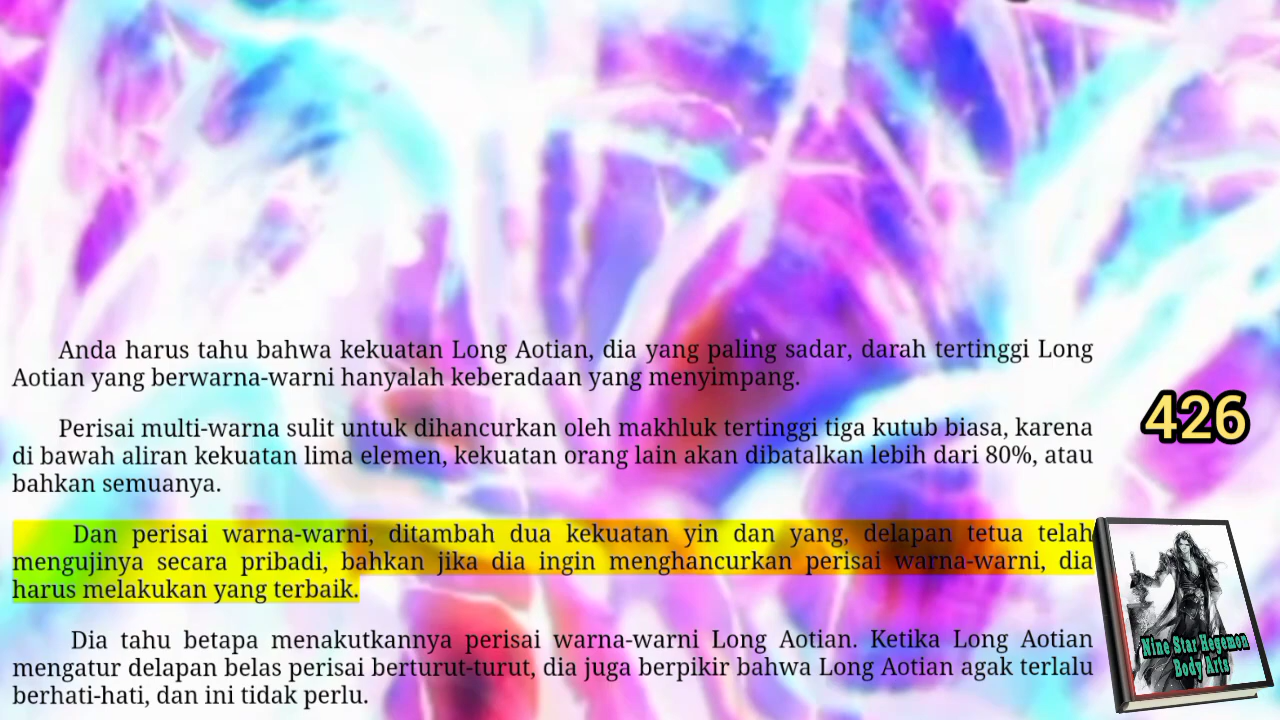 Anda harus tahu bahwa kekuatan Long Aotian, dia yang paling sadar, darah tertinggi Long
Aotian yang berwarna-warni hanyalah keberadaan yang menyimpang.
Perisai multi-warna sulit untuk dihancurkan oleh makhluk tertinggi tiga kutub biasa, karena
di bawah aliran kekuatan lima elemen, kekuatan orang lain akan dibatalkan lebih dari 80%, atau
bahkan semuanya.
Dan perisai warna-warni, ditambah dua kekuatan yin dan yang, delapan tetua telah
mengujinya secara pribadi, bahkan jika dia ingin menghancurkan perisai warna-warni, dia
harus melakukan yang terbaik.
Dia tahu betapa menakutkannya perisai warna-warni Long Aotian. Ketika Long Aotian
mengatur delapan belas perisai berturut-turut, dia juga berpikir bahwa Long Aotian agak terlalu
berhati-hati, dan ini tidak perlu.
426
Nine Star Hegemon
Body Arts